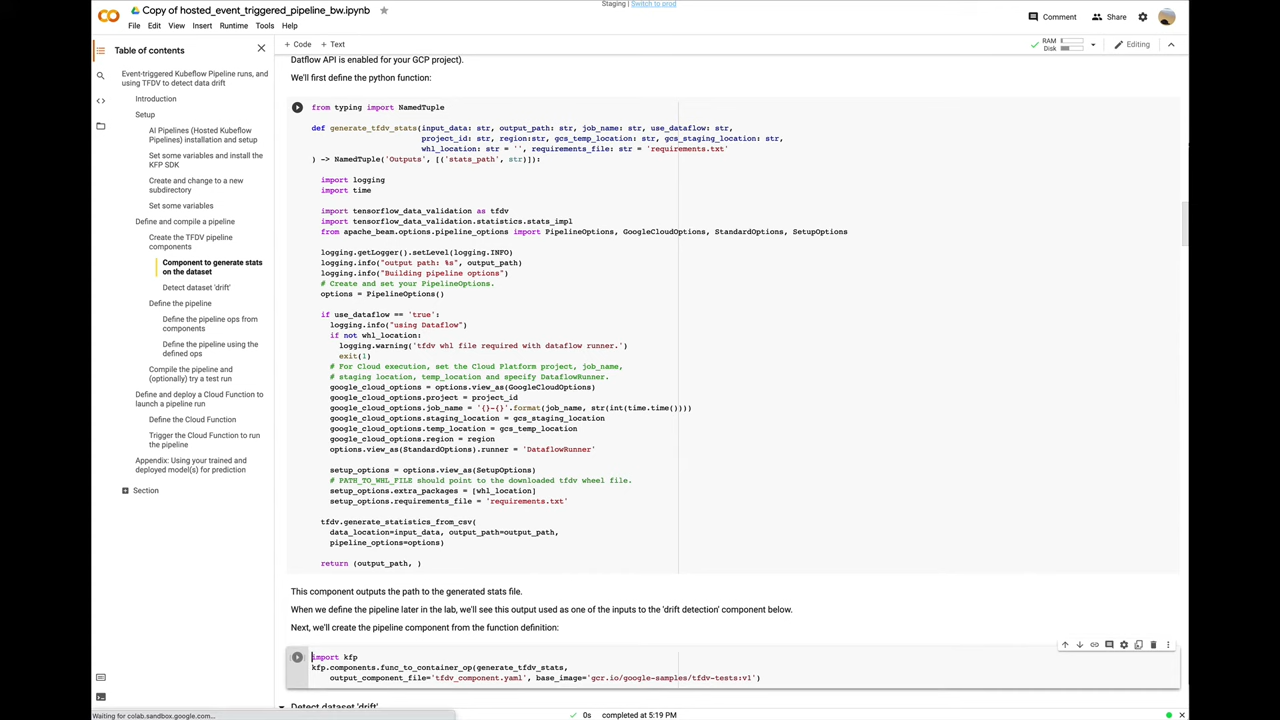 Staging | Switch to prod
Copy of hosted_event_triggered_pipeline_bw.ipynb
File Edit View Insert Runtime Tools Help
Comment Share
Table of contents
+ Code + Text
RAM
Disk
Editing
Event-triggered Kubeflow Pipeline runs, and
using TFDV to detect data drift
Introduction
Setup
AI Pipelines (Hosted Kubeflow
Pipelines) installation and setup
Set some variables and install the
KFP SDK
Create and change to a new
subdirectory
Set some variables
Define and compile a pipeline
Create the TFDV pipeline
components
Component to generate stats
on the dataset
Detect dataset 'drift'
Define the pipeline
Define the pipeline ops from
components
Define the pipeline using the
defined ops
Compile the pipeline and
(optionally) try a test run
Define and deploy a Cloud Function to
launch a pipeline run
Define the Cloud Function
Trigger the Cloud Function to run
the pipeline
Appendix: Using your trained and
deployed model(s) for prediction
Section
Datflow API is enabled for your GCP project).
We'll first define the python function:
from typing import NamedTuple
def generate_tfdv_stats(input_data: str, output_path: str, job_name: str, use_dataflow: str,
project_id: str, region:str, gcs_temp_location: str, gcs_staging_location: str,
whl_location: str = '', requirements_file: str = 'requirements.txt'
) -> NamedTuple('Outputs', [('stats_path', str)]):
import logging
import time
import tensorflow_data_validation as tfdv
import tensorflow_data_validation.statistics.stats_impl
from apache_beam.options.pipeline_options import PipelineOptions, GoogleCloudOptions, StandardOptions, SetupOptions
logging.getLogger().setLevel(logging.INFO)
logging.info("output path: %s", output_path)
logging.info("Building pipeline options")
# Create and set your PipelineOptions.
options = PipelineOptions()
if use_dataflow == 'true':
logging.info("using Dataflow")
if not whl_location:
logging.warning('tfdv whl file required with dataflow runner.')
exit(1)
# For Cloud execution, set the Cloud Platform project, job_name,
# staging location, temp_location and specify DataflowRunner.
google_cloud_options = options.view_as(GoogleCloudOptions)
google_cloud_options.project = project_id
google_cloud_options.job_name = '{}-{}'.format(job_name, str(int(time.time())))
google_cloud_options.staging_location = gcs_staging_location
google_cloud_options.temp_location = gcs_temp_location
google_cloud_options.region = region
options.view_as(StandardOptions).runner = 'DataflowRunner'
setup_options = options.view_as(SetupOptions)
# PATH_TO_WHL_FILE should point to the downloaded tfdv wheel file.
setup_options.extra_packages = [whl_location]
setup_options.requirements_file = 'requirements.txt'
tfdv.generate_statistics_from_csv(
data_location=input_data, output_path=output_path,
pipeline_options=options)
return (output_path, )
This component outputs the path to the generated stats file.
When we define the pipeline later in the lab, we'll see this output used as one of the inputs to the 'drift detection' component below.
Next, we'll create the pipeline component from the function definition:
import kfp
kfp.components.func_to_container_op(generate_tfdv_stats,
output_component_file='tfdv_component.yaml', base_image='gcr.io/google-samples/tfdv-tests:v1')
Detect dataset 'drift'
Waiting for colab.sandbox.google.com...
0s completed at 5:19 PM